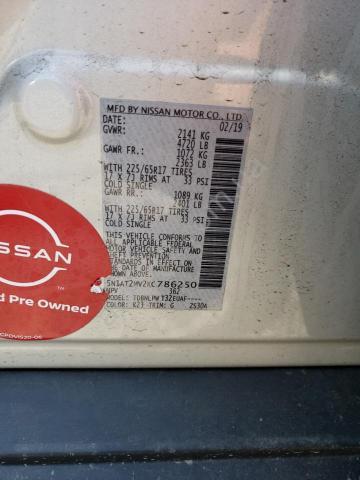 MFD BY NISSAN MOTOR CO., LTD
DATE: 02/19
GVWR: 2141 KG
4720 LB
GAWR FR: 1072 KG
2363 LB
WITH 225/65R17 TIRES
17 X 7J RIMS AT 33 PSI
COLD SINGLE
GAWR RR: 1089 KG
2401 LB
WITH 225/65R17 TIRES
17 X 7J RIMS AT 33 PSI
COLD SINGLE
THIS VEHICLE CONFORMS TO
ALL APPLICABLE FEDERAL
MOTOR VEHICLE SAFETY AND
BUMPER STANDARDS IN
EFFECT ON THE DATE OF
MANUFACTURE SHOWN ABOVE.
5N1AT2MV2KC786250
MPV 362
MODEL:
COLOR: K23 TRIM: G
NISSAN
ed Pre Owned